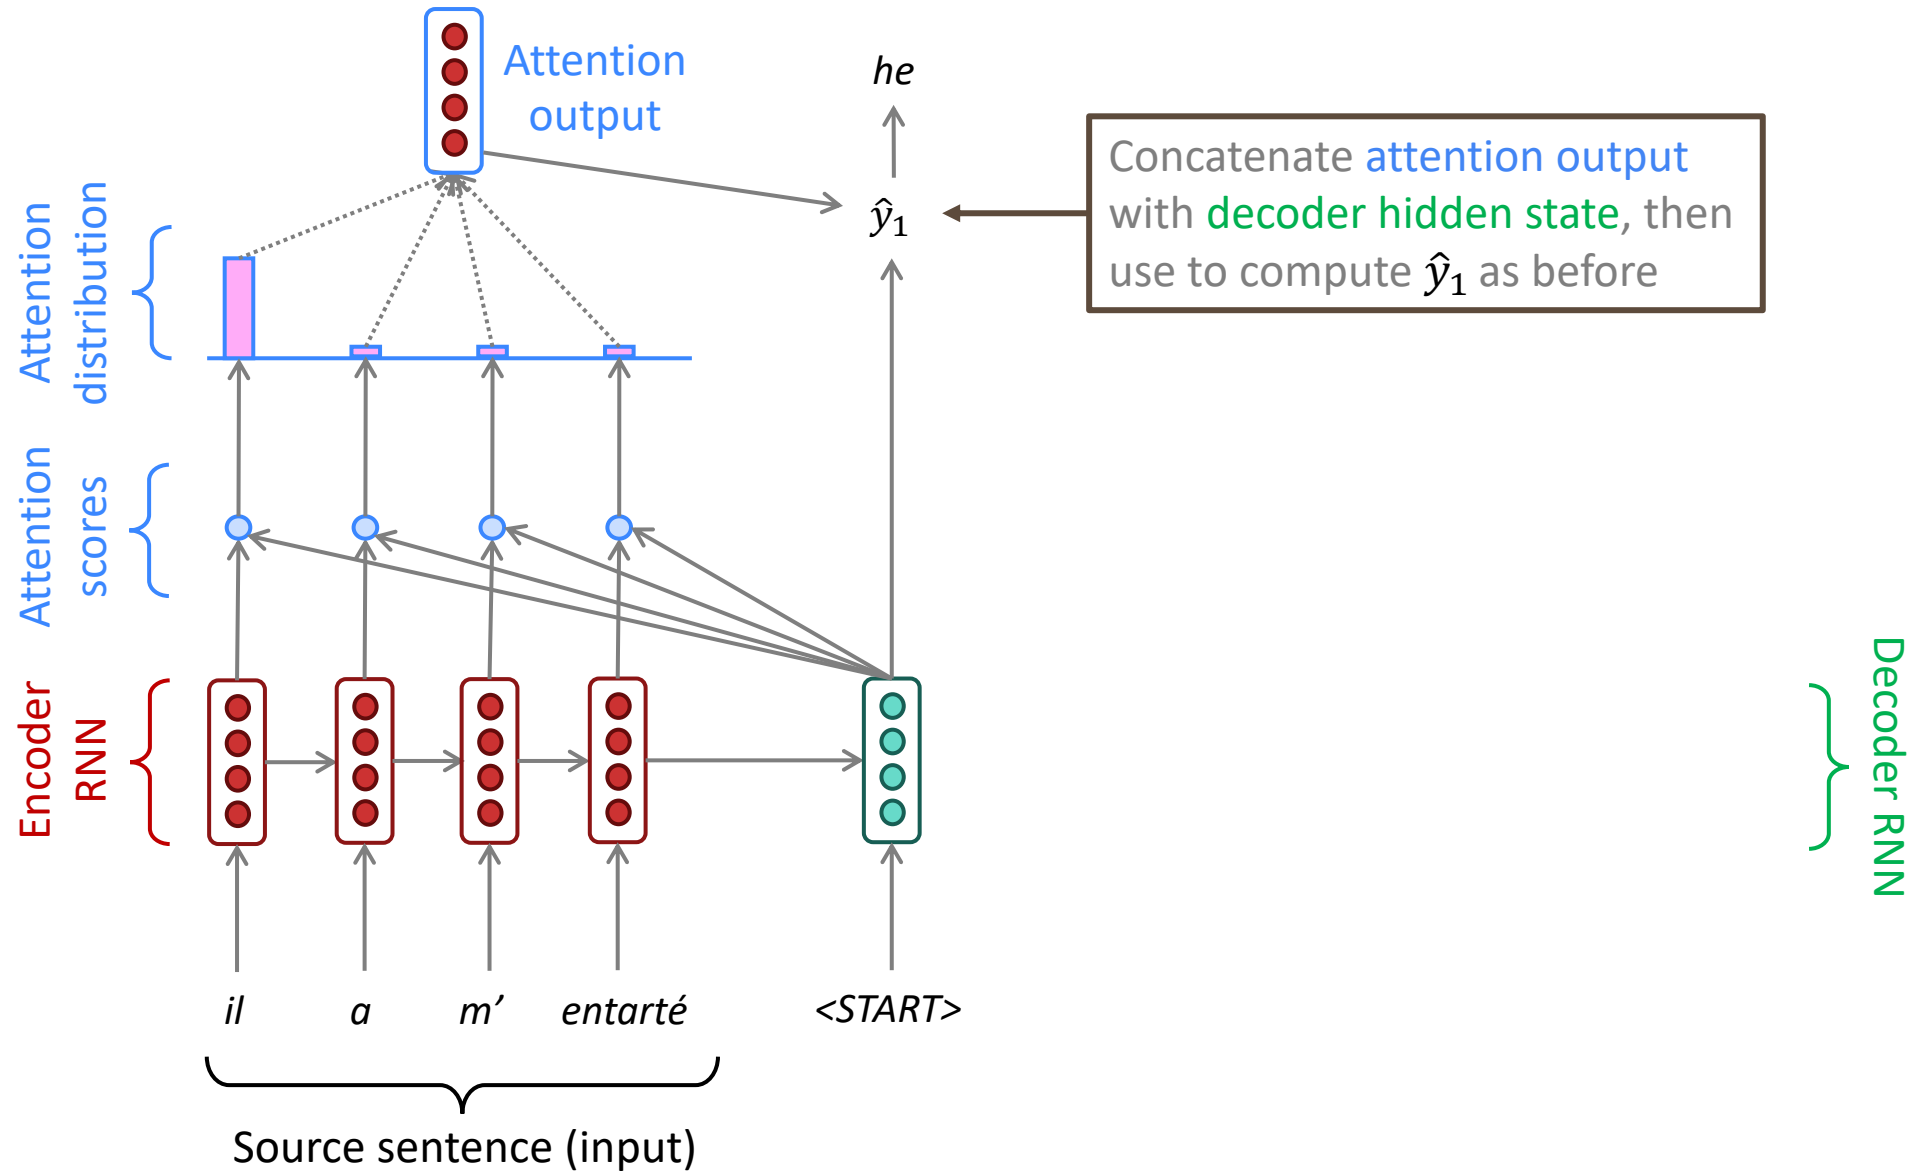 Attention
output
he
Concatenate attention output
with decoder hidden state, then
use to compute ŷ₁ as before
ŷ₁
Attention
distribution
Attention
scores
Encoder
RNN
Decoder RNN
il a m’ entarté <START>
Source sentence (input)